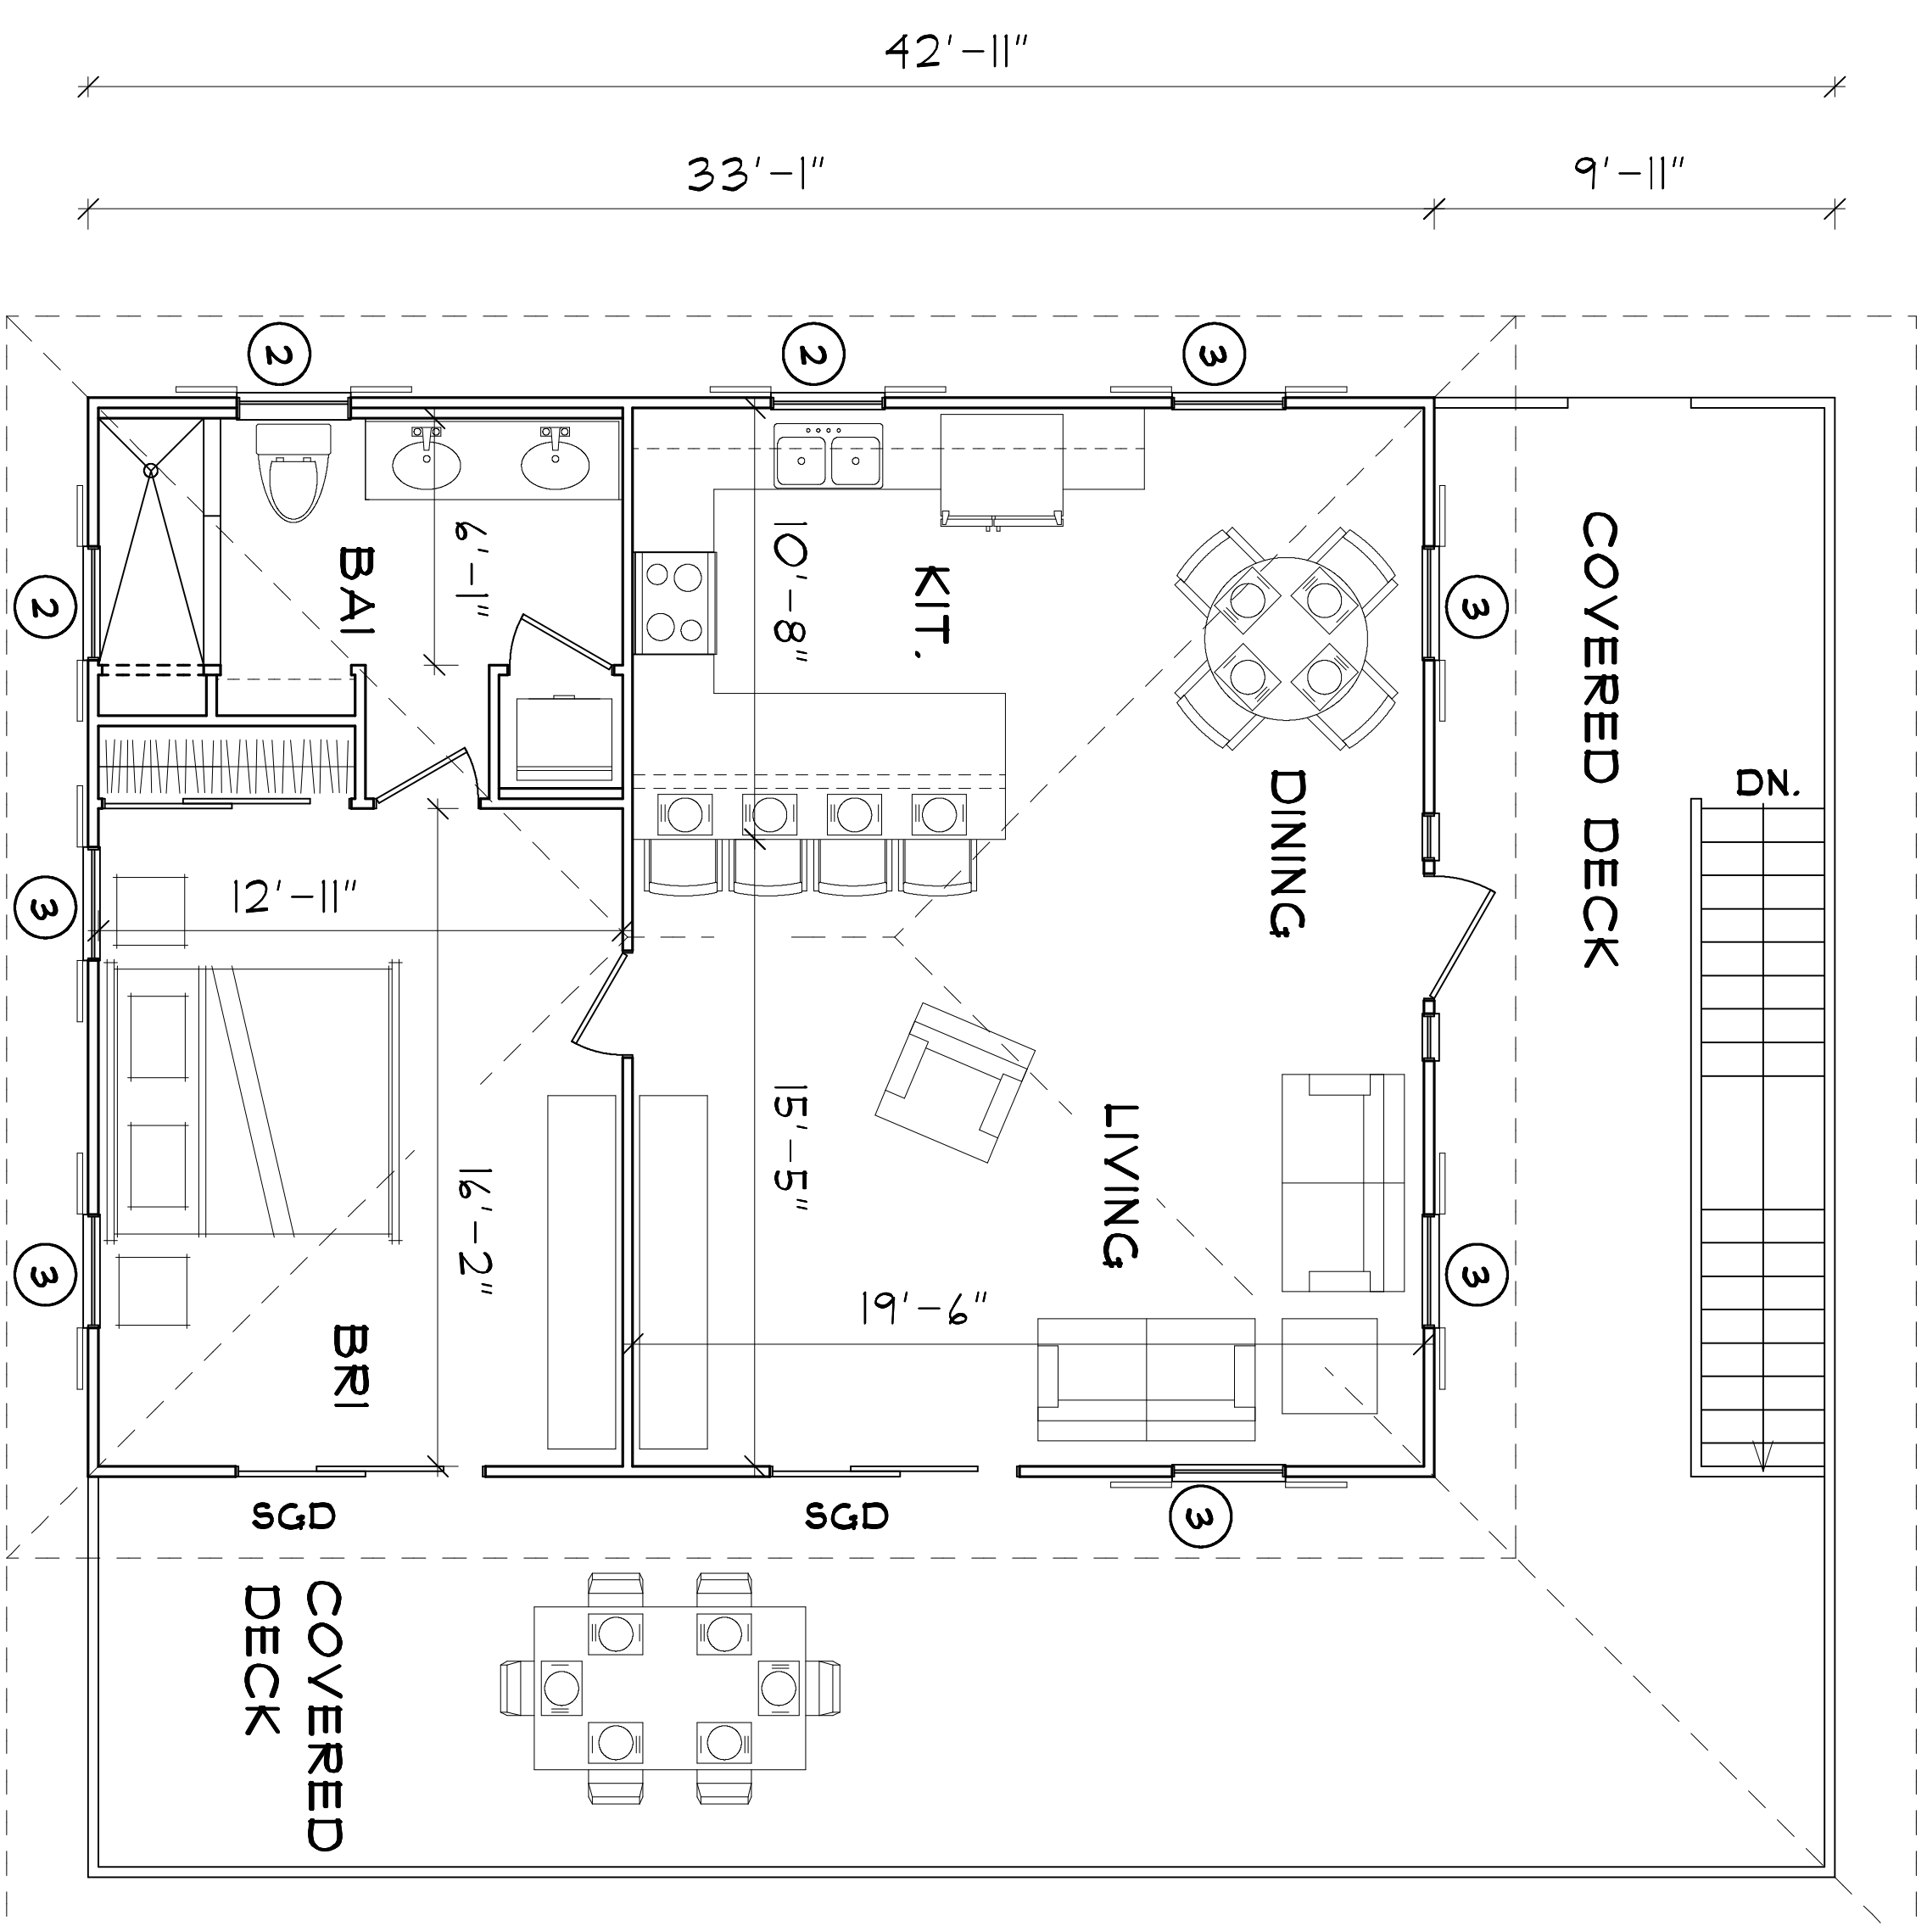 42'-11"
33'-1"
9'-11"
2
2
3
COVERED DECK
BA1
6'-1"
10'-8"
KIT.
2
3
DN.
DINING
12'-11"
3
15'-5"
LIVING
16'-2"
3
3
19'-6"
BR1
SGD
SGD
3
COVERED
DECK